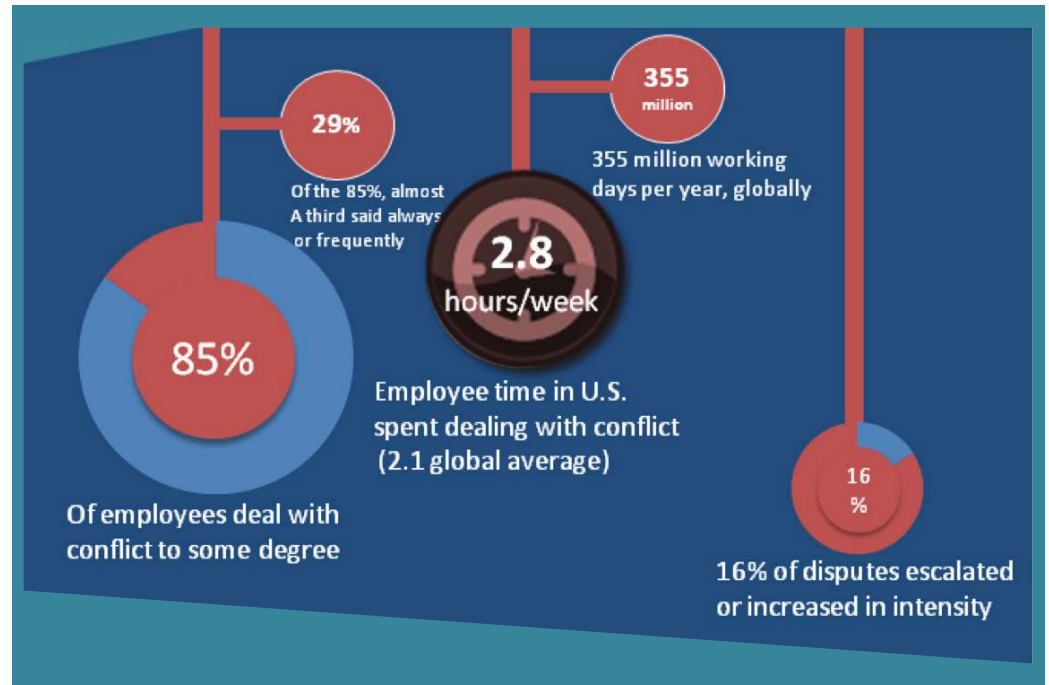 29%
Of the 85%, almost
A third said always
or frequently
85%
Of employees deal with
conflict to some degree
355
million
355 million working
days per year, globally
2.8
hours/week
Employee time in U.S.
spent dealing with conflict
(2.1 global average)
16
%
16% of disputes escalated
or increased in intensity